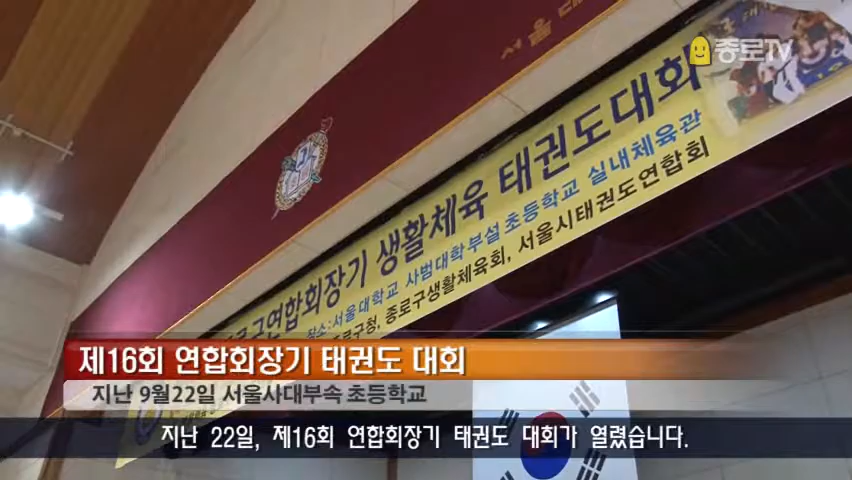 종로TV
서울대
연합회장기 생활체육 태권도대회
장소:서울대학교 사범대학부설초등학교 실내체육관
종로구청, 종로구생활체육회, 서울시태권도연합회
제16회 연합회장기 태권도 대회
지난 9월22일 서울사대부속 초등학교
지난 22일, 제16회 연합회장기 태권도 대회가 열렸습니다.